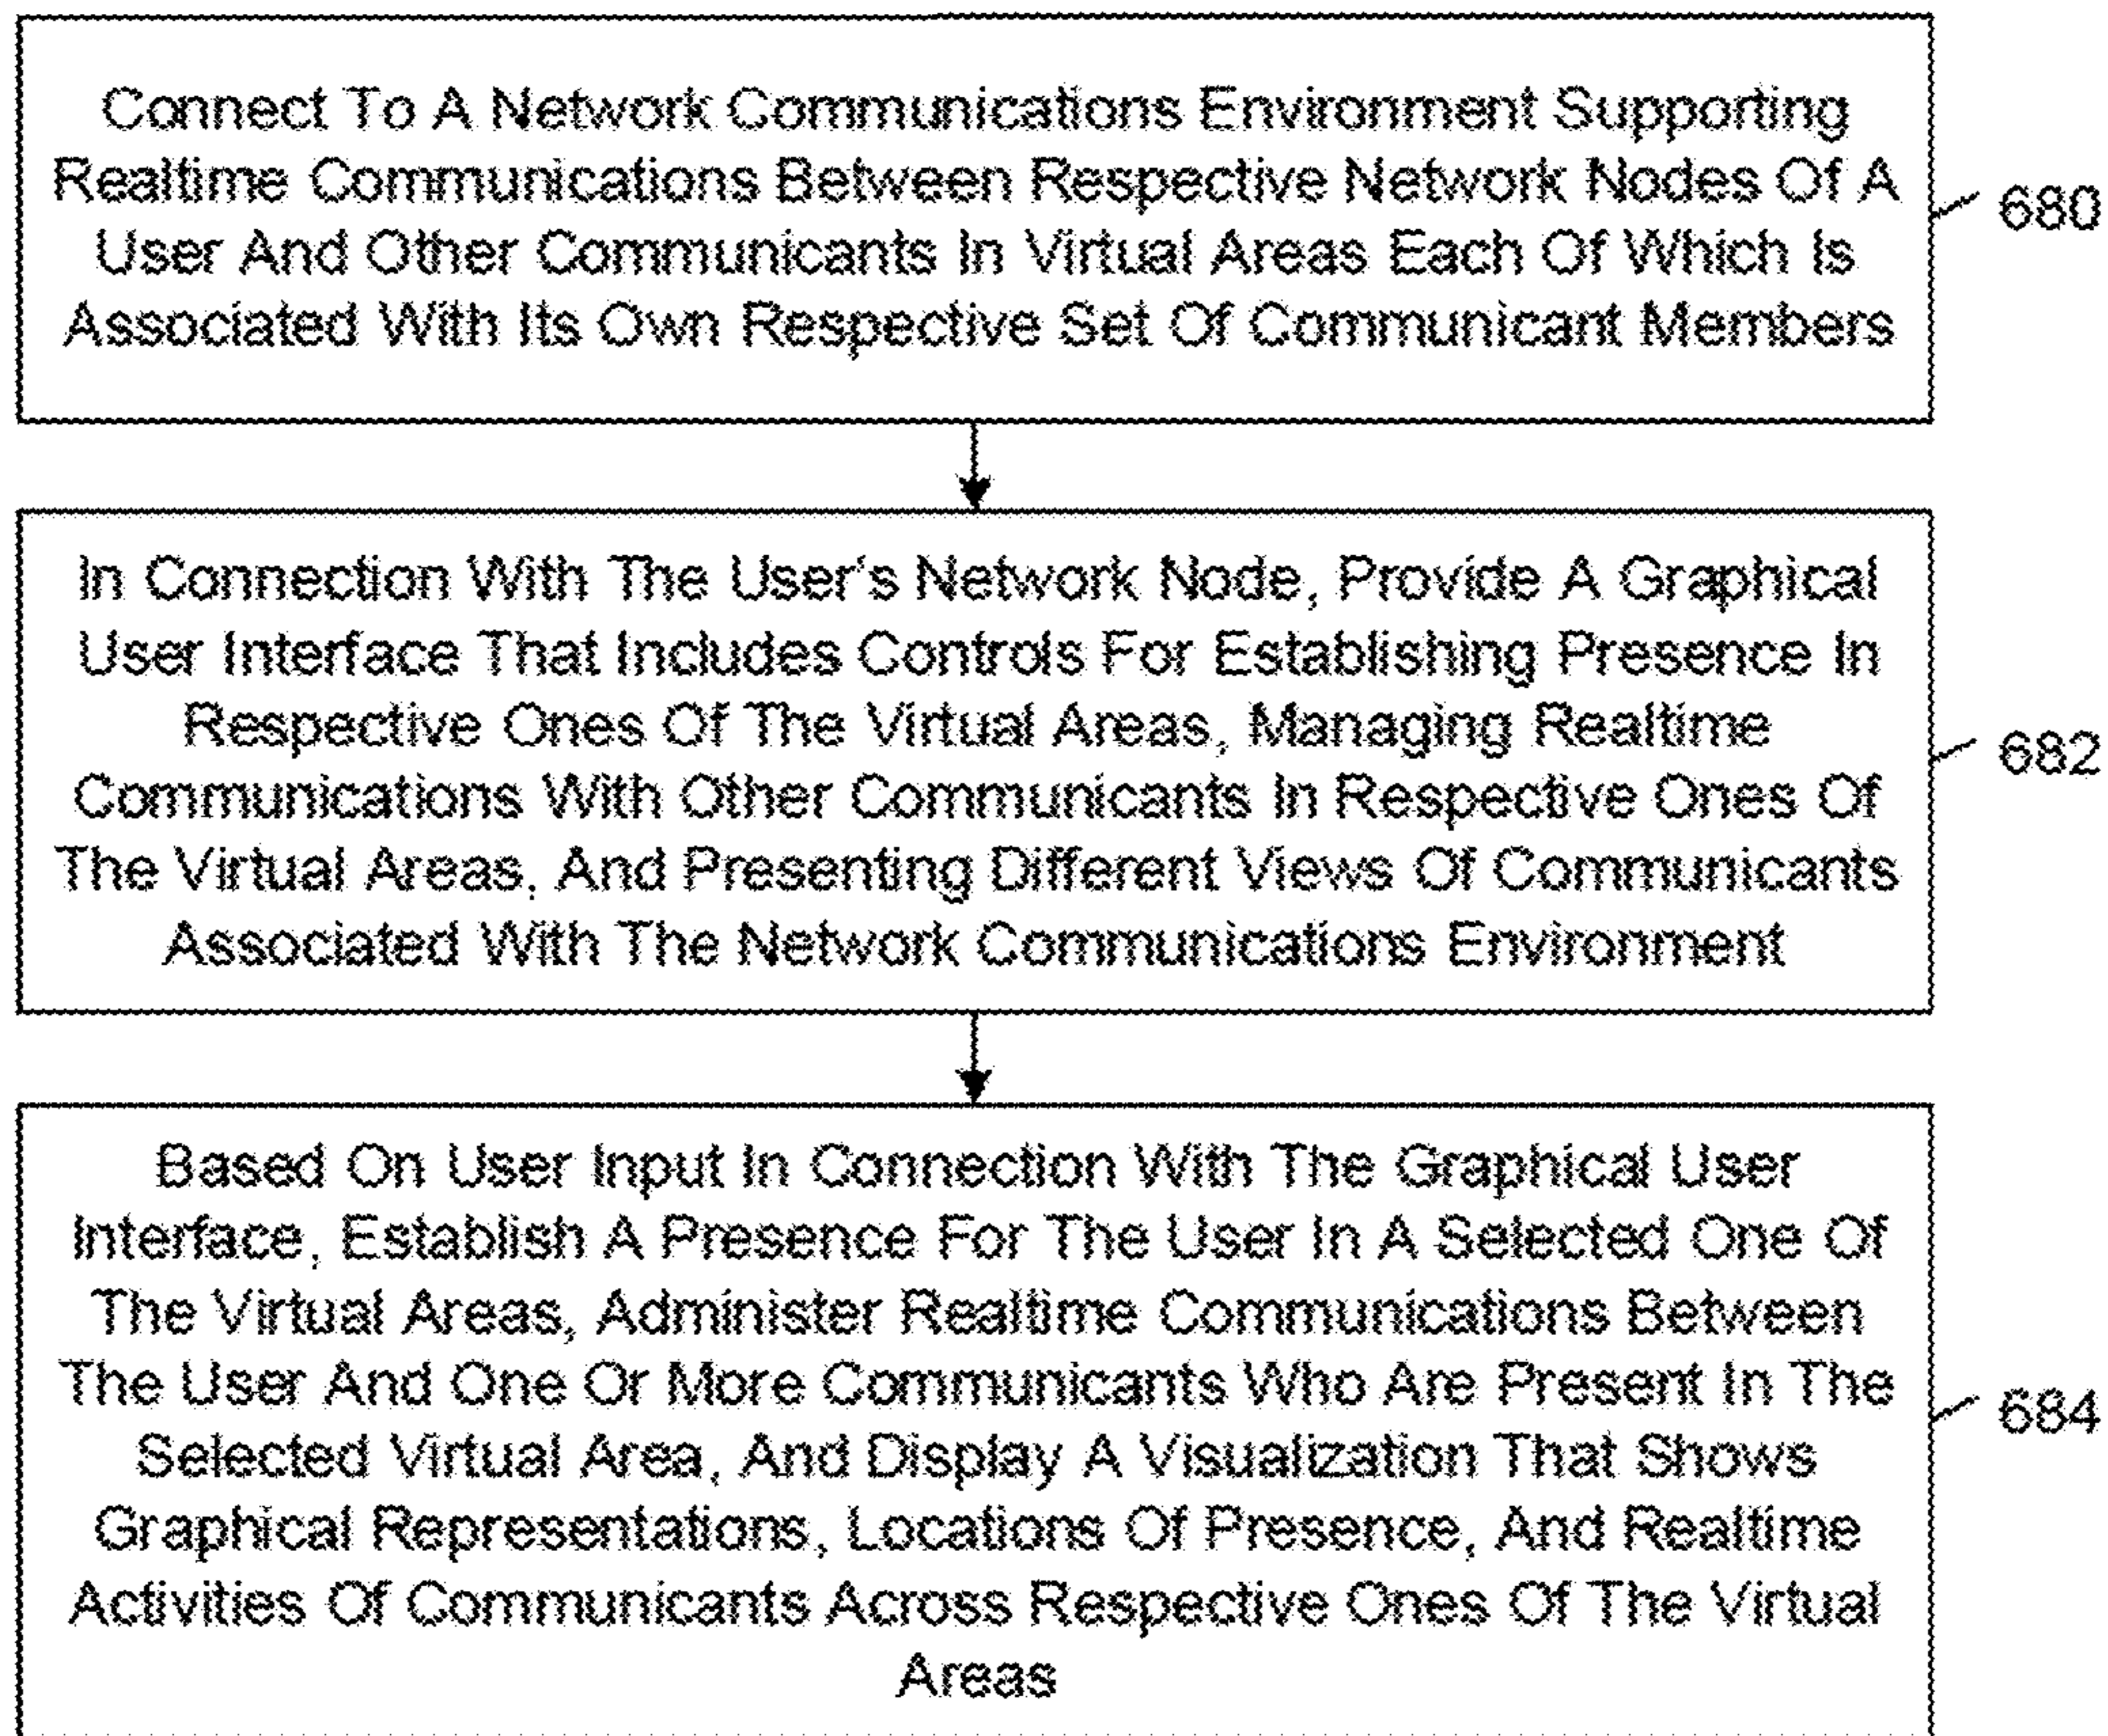 Connect To A Network Communications Environment Supporting
Realtime Communications Between Respective Network Nodes Of A
User And Other Communicants In Virtual Areas Each Of Which Is
Associated With Its Own Respective Set Of Communicant Members
680
In Connection With The User's Network Node, Provide A Graphical
User Interface That Includes Controls For Establishing Presence In
Respective Ones Of The Virtual Areas, Managing Realtime
Communications With Other Communicants In Respective Ones Of
The Virtual Areas, And Presenting Different Views Of Communicants
Associated With The Network Communications Environment
682
Based On User Input In Connection With The Graphical User
Interface, Establish A Presence For The User In A Selected One Of
The Virtual Areas, Administer Realtime Communications Between
The User And One Or More Communicants Who Are Present In The
Selected Virtual Area, And Display A Visualization That Shows
Graphical Representations, Locations Of Presence, And Realtime
Activities Of Communicants Across Respective Ones Of The Virtual
Areas
684